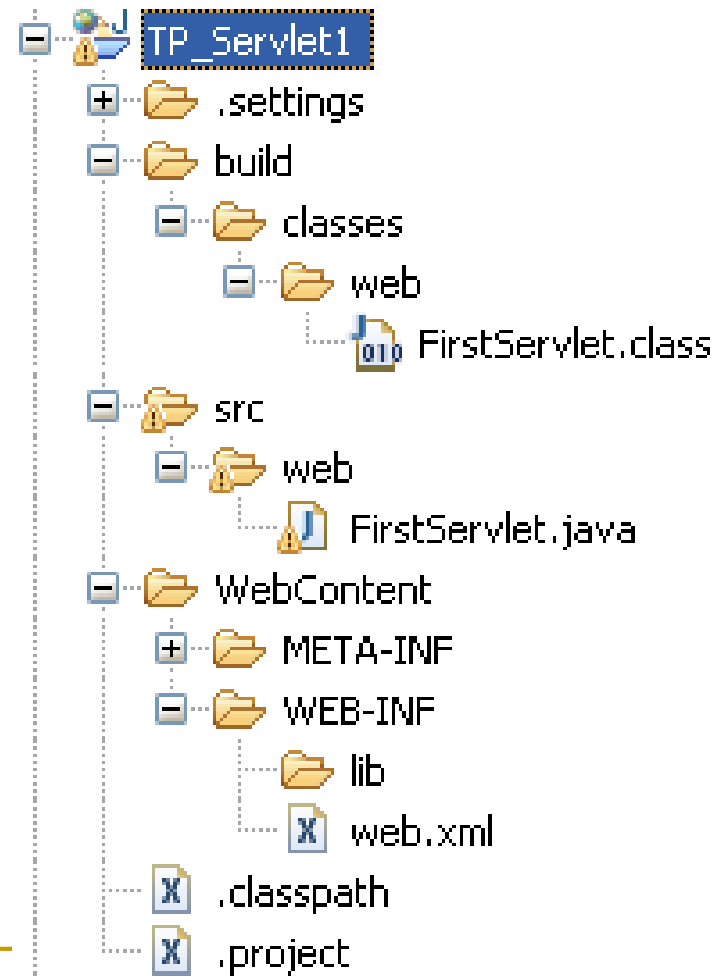 TP_Servlet1
.settings
build
classes
web
FirstServlet.class
src
web
FirstServlet.java
WebContent
META-INF
WEB-INF
lib
web.xml
.classpath
.project